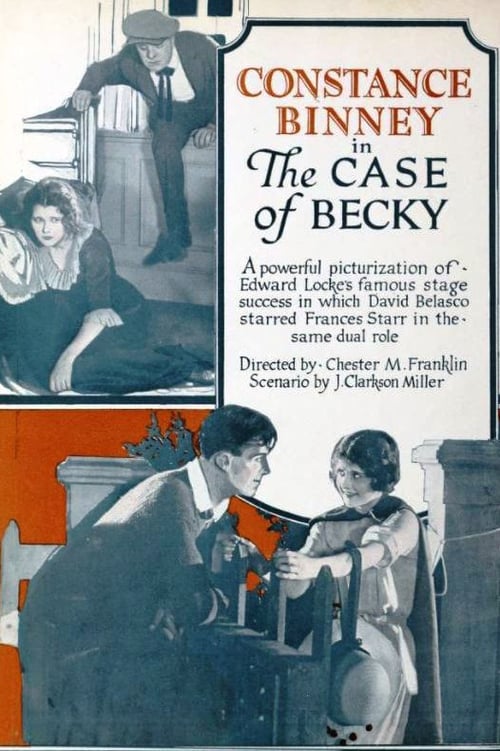 CONSTANCE
BINNEY
in
The CASE
of BECKY
A powerful picturization of
Edward Locke's famous stage
success in which David Belasco
starred Frances Starr in the
same dual role
Directed by Chester M. Franklin
Scenario by J. Clarkson Miller